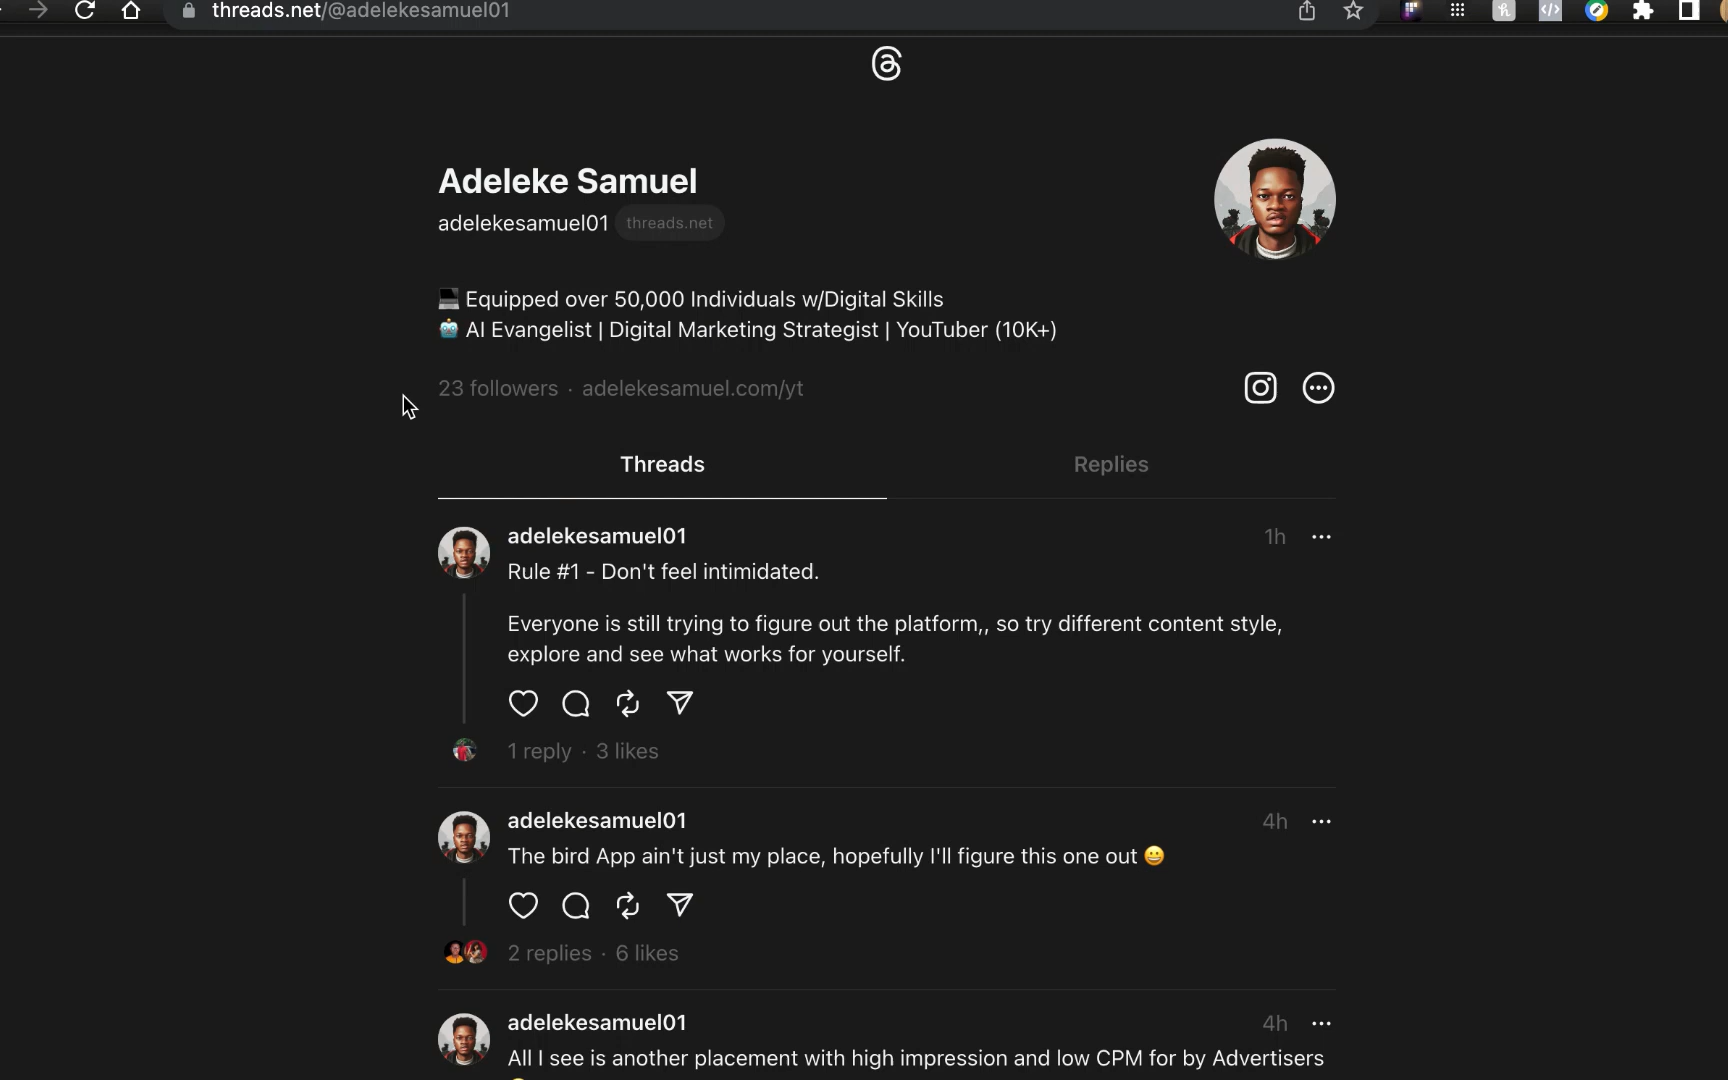 threads.net/@adelekesamuel01
Adeleke Samuel
adelekesamuel01 threads.net
Equipped over 50,000 Individuals w/Digital Skills
AI Evangelist | Digital Marketing Strategist | YouTuber (10K+)
23 followers · adelekesamuel.com/yt
Threads Replies
adelekesamuel01 1h
Rule #1 - Don't feel intimidated.
Everyone is still trying to figure out the platform,, so try different content style,
explore and see what works for yourself.
1 reply · 3 likes
adelekesamuel01 4h
The bird App ain't just my place, hopefully I'll figure this one out 😀
2 replies · 6 likes
adelekesamuel01 4h
All I see is another placement with high impression and low CPM for by Advertisers